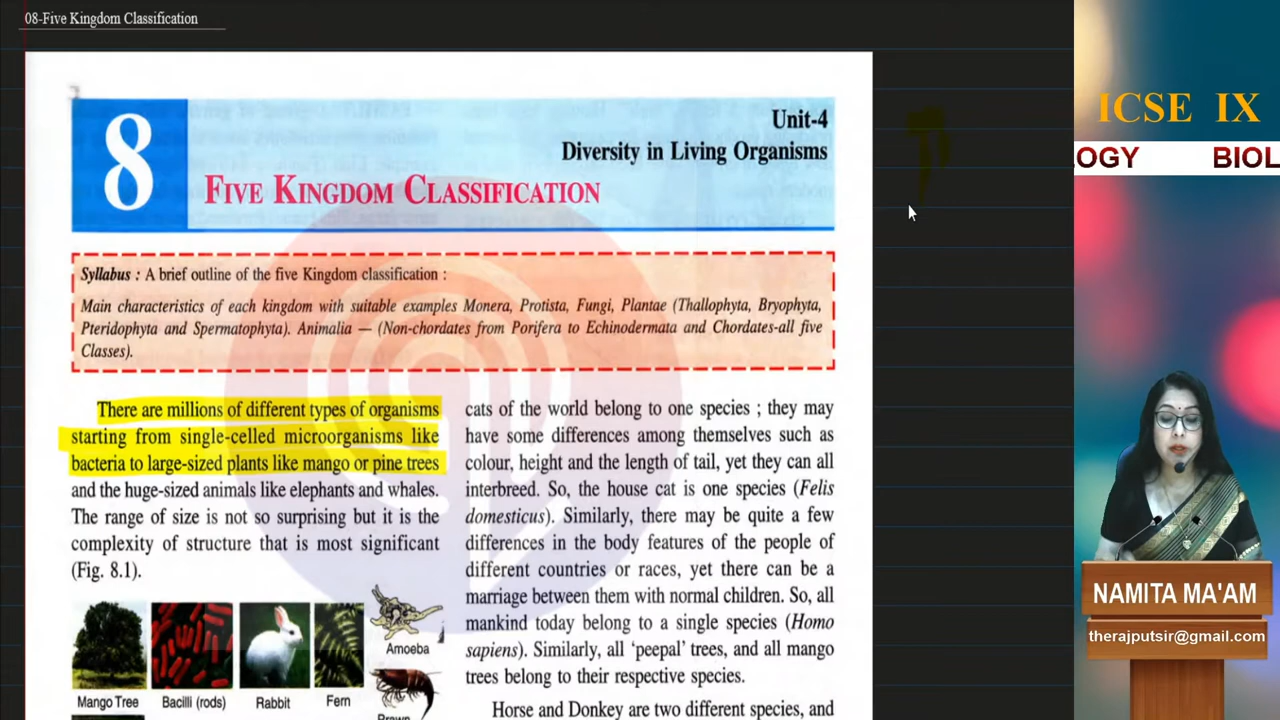 08-Five Kingdom Classification
8
Unit-4
Diversity in Living Organisms
FIVE KINGDOM CLASSIFICATION
Syllabus : A brief outline of the five Kingdom classification :
Main characteristics of each kingdom with suitable examples Monera, Protista, Fungi, Plantae (Thallophyta, Bryophyta,
Pteridophyta and Spermatophyta). Animalia — (Non-chordates from Porifera to Echinodermata and Chordates-all five
Classes).
There are millions of different types of organisms
starting from single-celled microorganisms like
bacteria to large-sized plants like mango or pine trees
and the huge-sized animals like elephants and whales.
The range of size is not so surprising but it is the
complexity of structure that is most significant
(Fig. 8.1).
Mango Tree
Bacilli (rods)
Rabbit
Fern
Amoeba
Prawn
cats of the world belong to one species ; they may
have some differences among themselves such as
colour, height and the length of tail, yet they can all
interbreed. So, the house cat is one species (Felis
domesticus). Similarly, there may be quite a few
differences in the body features of the people of
different countries or races, yet there can be a
marriage between them with normal children. So, all
mankind today belong to a single species (Homo
sapiens). Similarly, all 'peepal' trees, and all mango
trees belong to their respective species.
Horse and Donkey are two different species, and
ICSE IX
OGY BIOL
NAMITA MA'AM
therajputsir@gmail.com